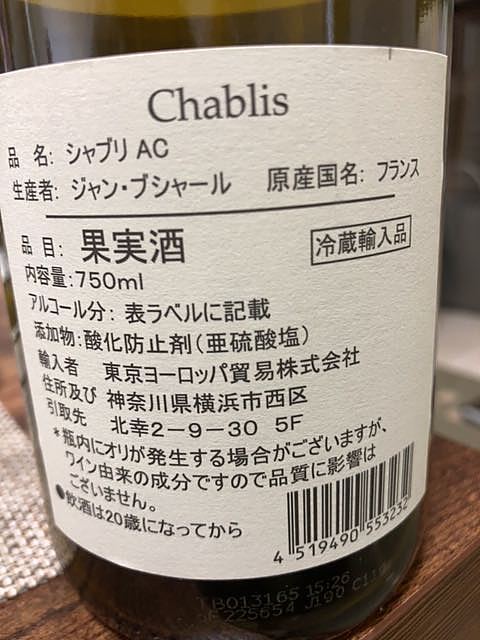 Chablis
品 名: シャブリ AC
生産者: ジャン・ブシャール 原産国名: フランス
品 目: 果実酒 冷蔵輸入品
内容量:750ml
アルコール分: 表ラベルに記載
添加物:酸化防止剤(亜硫酸塩)
輸入者 東京ヨーロッパ貿易株式会社
住所及び 神奈川県横浜市西区
引取先 北幸2-9-30 5F
*瓶内にオリが発生する場合がございますが、
ワイン由来の成分ですので品質に影響は
ございません。
●飲酒は20歳になってから
4 519490 553232
TB013165 15:26
225654 J190